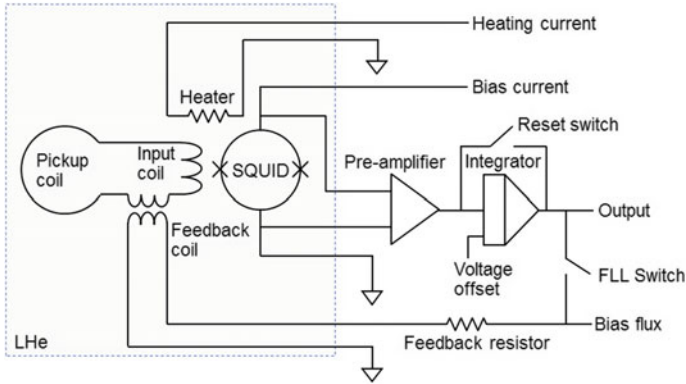 Heating current
Heater
Bias current
Reset switch
Pickup
coil
Input
coil
SQUID
Pre-amplifier
Integrator
Output
Feedback
coil
Voltage
offset
FLL Switch
LHe
Feedback resistor
Bias flux